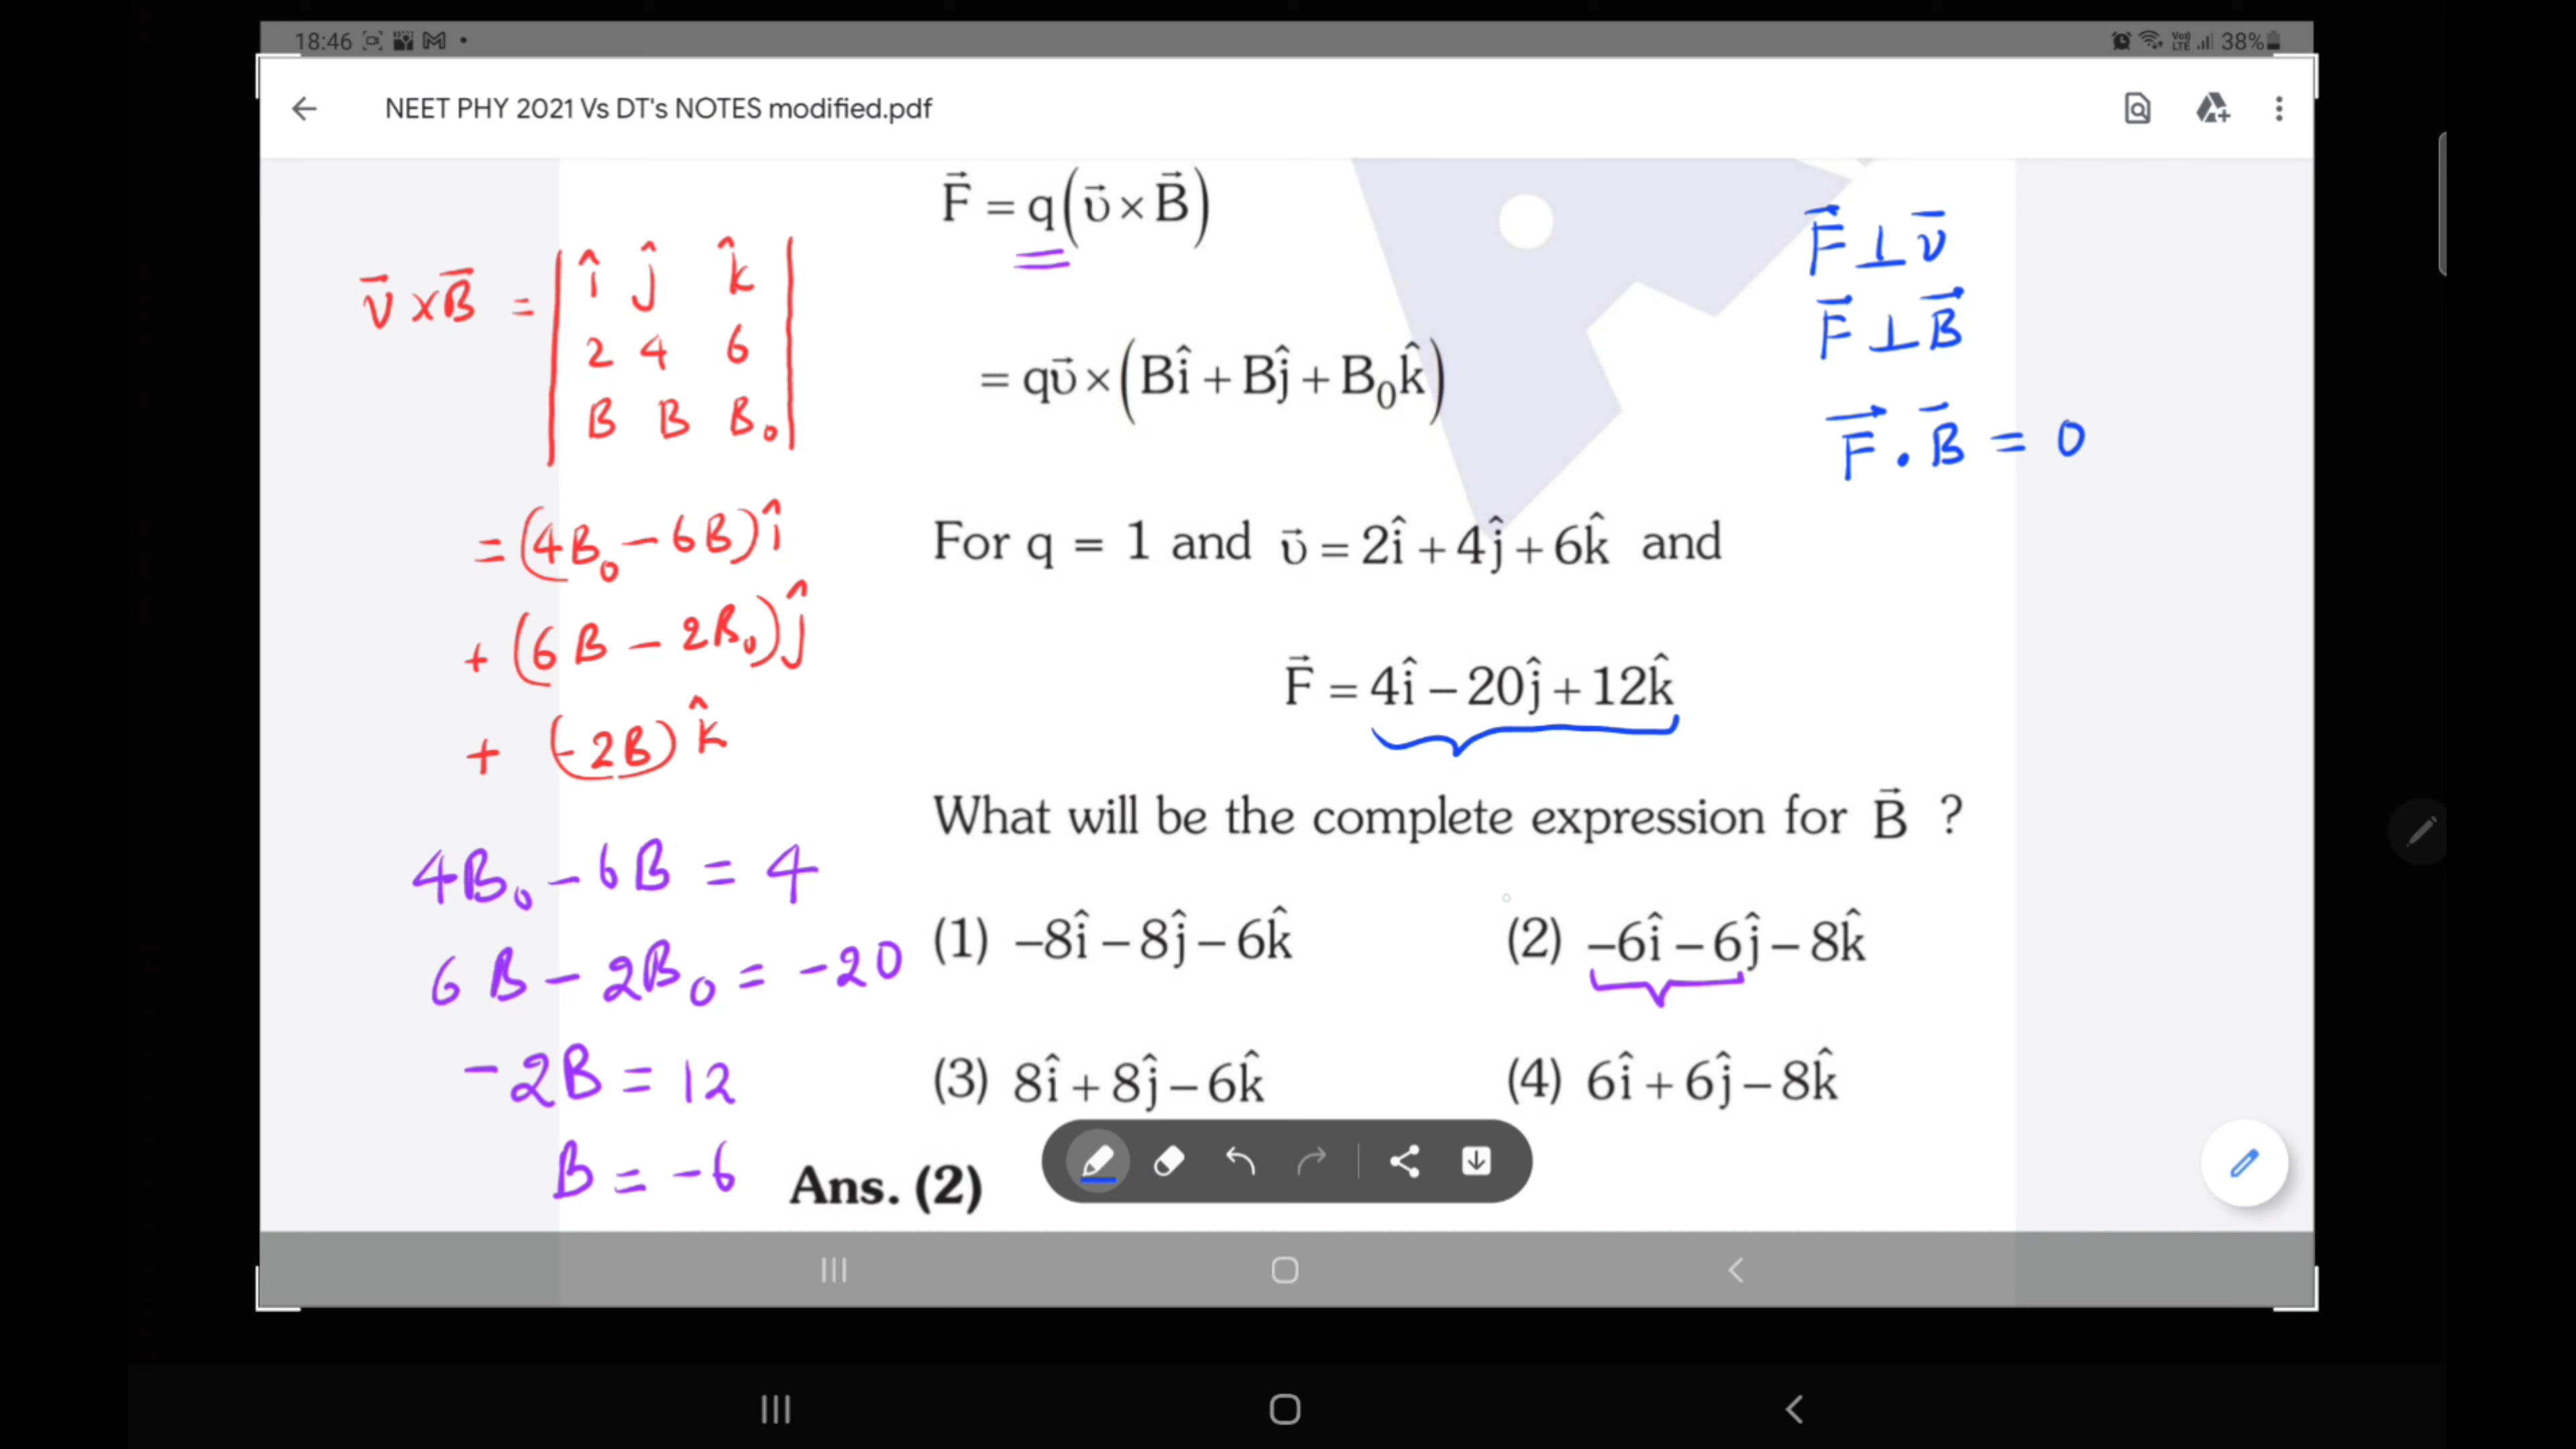 18:46
38%
NEET PHY 2021 Vs DT's NOTES modified.pdf
F⃗ = q(υ⃗ × B⃗)
= qυ⃗ × (Bî + Bĵ + B₀k̂)
For q = 1 and υ⃗ = 2î + 4ĵ + 6k̂ and
F⃗ = 4î − 20ĵ + 12k̂
What will be the complete expression for B⃗ ?
(1) −8î − 8ĵ − 6k̂
(2) −6î − 6ĵ − 8k̂
(3) 8î + 8ĵ − 6k̂
(4) 6î + 6ĵ − 8k̂
Ans. (2)
v̄ × B̄ = | î ĵ k̂ |
2 4 6
B B B₀
= (4B₀ − 6B) î
+ (6B − 2B₀) ĵ
+ (−2B) k̂
4B₀ − 6B = 4
6B − 2B₀ = −20
−2B = 12
B = −6
F⃗ ⊥ v̄
F⃗ ⊥ B⃗
F⃗ . B̄ = 0